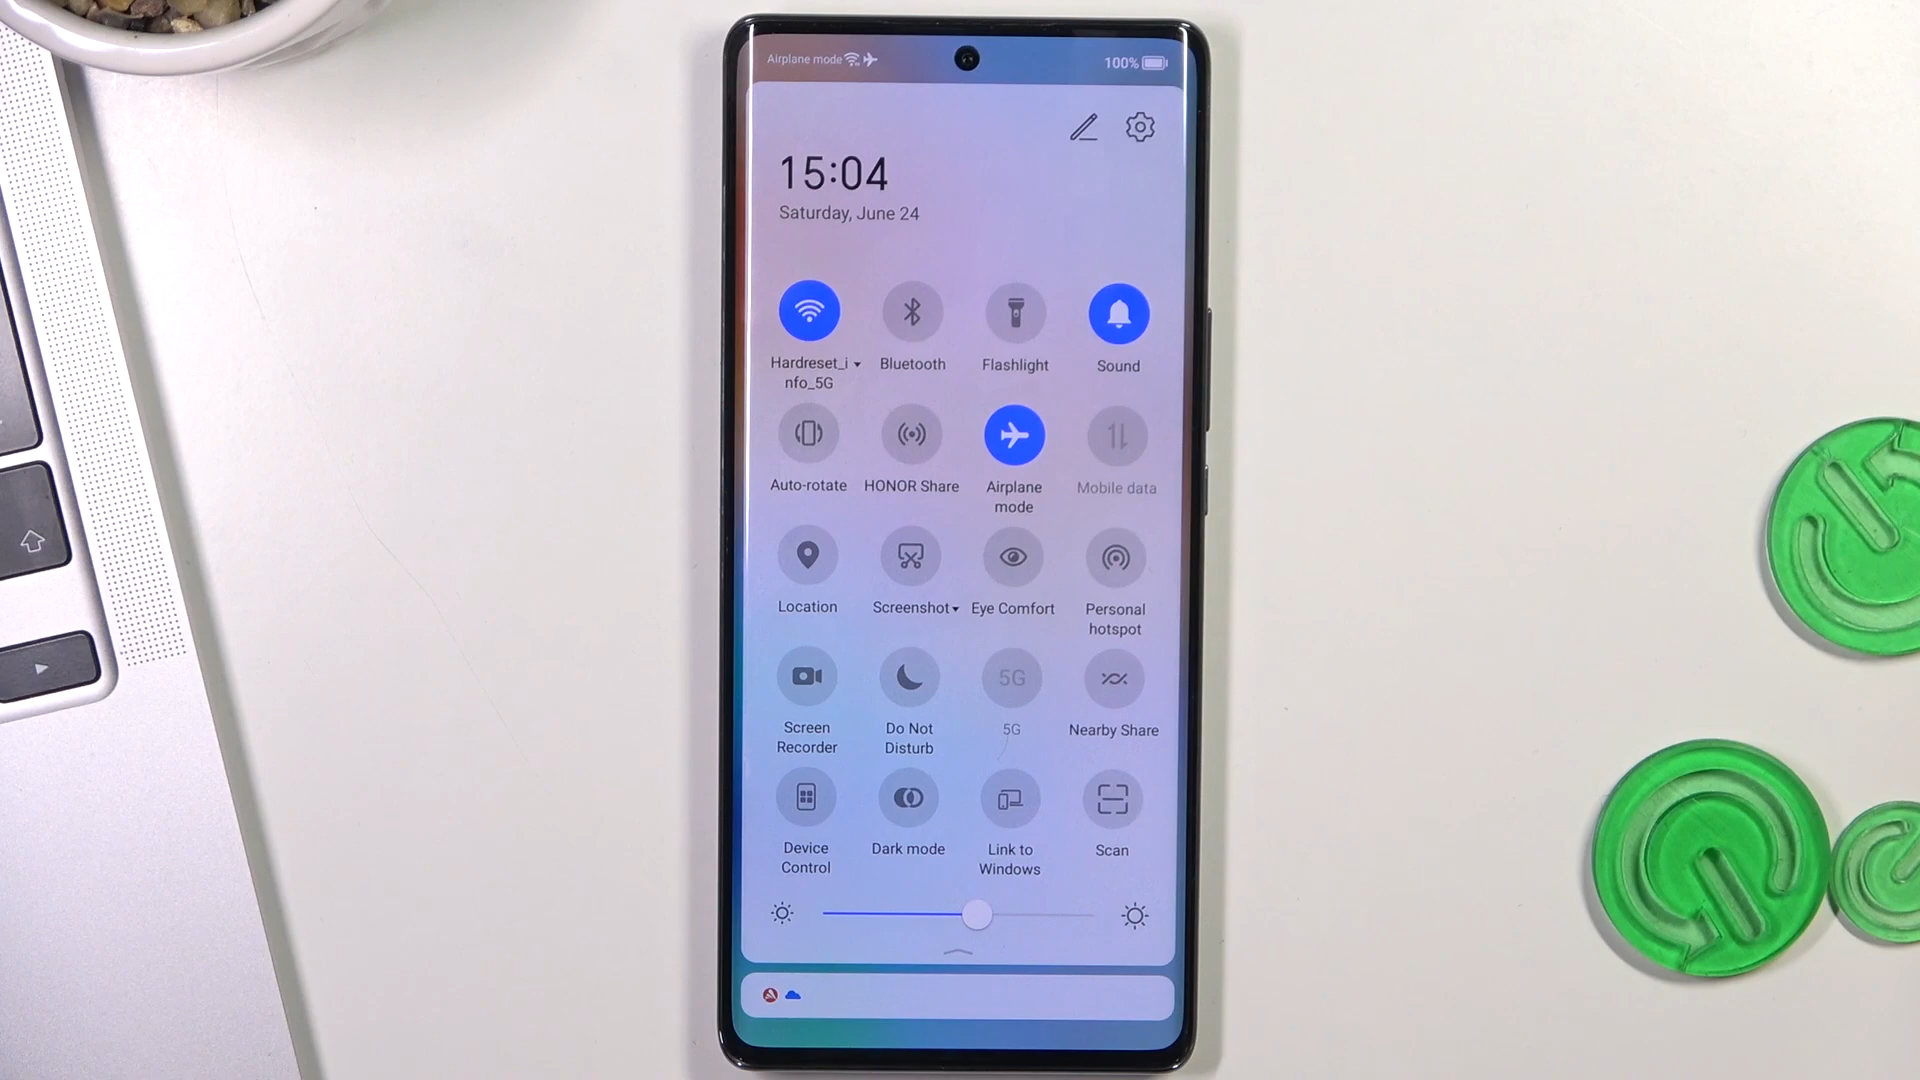 Airplane mode
100%
15:04
Saturday, June 24
Hardreset_i
nfo_5G
Bluetooth
Flashlight
Sound
Auto-rotate
HONOR Share
Airplane
mode
Mobile data
Location
Screenshot
Eye Comfort
Personal
hotspot
5G
Screen
Recorder
Do Not
Disturb
5G
Nearby Share
Device
Control
Dark mode
Link to
Windows
Scan